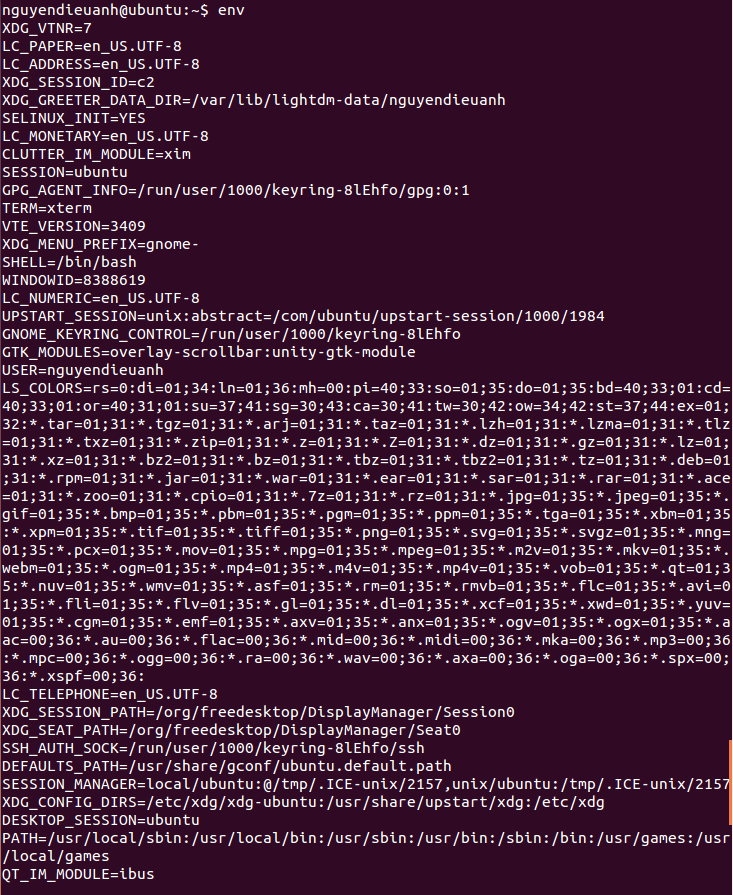 nguyendieuanh@ubuntu:~$ env
XDG_VTNR=7
LC_PAPER=en_US.UTF-8
LC_ADDRESS=en_US.UTF-8
XDG_SESSION_ID=c2
XDG_GREETER_DATA_DIR=/var/lib/lightdm-data/nguyendieuanh
SELINUX_INIT=YES
LC_MONETARY=en_US.UTF-8
CLUTTER_IM_MODULE=xim
SESSION=ubuntu
GPG_AGENT_INFO=/run/user/1000/keyring-8lEhfo/gpg:0:1
TERM=xterm
VTE_VERSION=3409
XDG_MENU_PREFIX=gnome-
SHELL=/bin/bash
WINDOWID=8388619
LC_NUMERIC=en_US.UTF-8
UPSTART_SESSION=unix:abstract=/com/ubuntu/upstart-session/1000/1984
GNOME_KEYRING_CONTROL=/run/user/1000/keyring-8lEhfo
GTK_MODULES=overlay-scrollbar:unity-gtk-module
USER=nguyendieuanh
LS_COLORS=rs=0:di=01;34:ln=01;36:mh=00:pi=40;33:so=01;35:do=01;35:bd=40;33;01:cd=
40;33;01:or=40;31;01:su=37;41:sg=30;43:ca=30;41:tw=30;42:ow=34;42:st=37;44:ex=01;
32:*.tar=01;31:*.tgz=01;31:*.arj=01;31:*.taz=01;31:*.lzh=01;31:*.lzma=01;31:*.tlz
=01;31:*.txz=01;31:*.zip=01;31:*.z=01;31:*.Z=01;31:*.dz=01;31:*.gz=01;31:*.lz=01;
31:*.xz=01;31:*.bz2=01;31:*.bz=01;31:*.tbz=01;31:*.tbz2=01;31:*.tz=01;31:*.deb=01
;31:*.rpm=01;31:*.jar=01;31:*.war=01;31:*.ear=01;31:*.sar=01;31:*.rar=01;31:*.ace
=01;31:*.zoo=01;31:*.cpio=01;31:*.7z=01;31:*.rz=01;31:*.jpg=01;35:*.jpeg=01;35:*.
gif=01;35:*.bmp=01;35:*.pbm=01;35:*.pgm=01;35:*.ppm=01;35:*.tga=01;35:*.xbm=01;35
:*.xpm=01;35:*.tif=01;35:*.tiff=01;35:*.png=01;35:*.svg=01;35:*.svgz=01;35:*.mng=
01;35:*.pcx=01;35:*.mov=01;35:*.mpg=01;35:*.mpeg=01;35:*.m2v=01;35:*.mkv=01;35:*.
webm=01;35:*.ogm=01;35:*.mp4=01;35:*.m4v=01;35:*.mp4v=01;35:*.vob=01;35:*.qt=01;3
5:*.nuv=01;35:*.wmv=01;35:*.asf=01;35:*.rm=01;35:*.rmvb=01;35:*.flc=01;35:*.avi=0
1;35:*.fli=01;35:*.flv=01;35:*.gl=01;35:*.dl=01;35:*.xcf=01;35:*.xwd=01;35:*.yuv=
01;35:*.cgm=01;35:*.emf=01;35:*.axv=01;35:*.anx=01;35:*.ogv=01;35:*.ogx=01;35:*.a
ac=00;36:*.au=00;36:*.flac=00;36:*.mid=00;36:*.midi=00;36:*.mka=00;36:*.mp3=00;36
:*.mpc=00;36:*.ogg=00;36:*.ra=00;36:*.wav=00;36:*.axa=00;36:*.oga=00;36:*.spx=00;
36:*.xspf=00;36:
LC_TELEPHONE=en_US.UTF-8
XDG_SESSION_PATH=/org/freedesktop/DisplayManager/Session0
XDG_SEAT_PATH=/org/freedesktop/DisplayManager/Seat0
SSH_AUTH_SOCK=/run/user/1000/keyring-8lEhfo/ssh
DEFAULTS_PATH=/usr/share/gconf/ubuntu.default.path
SESSION_MANAGER=local/ubuntu:@/tmp/.ICE-unix/2157,unix/ubuntu:/tmp/.ICE-unix/2157
XDG_CONFIG_DIRS=/etc/xdg/xdg-ubuntu:/usr/share/upstart/xdg:/etc/xdg
DESKTOP_SESSION=ubuntu
PATH=/usr/local/sbin:/usr/local/bin:/usr/sbin:/usr/bin:/sbin:/bin:/usr/games:/usr
/local/games
QT_IM_MODULE=ibus